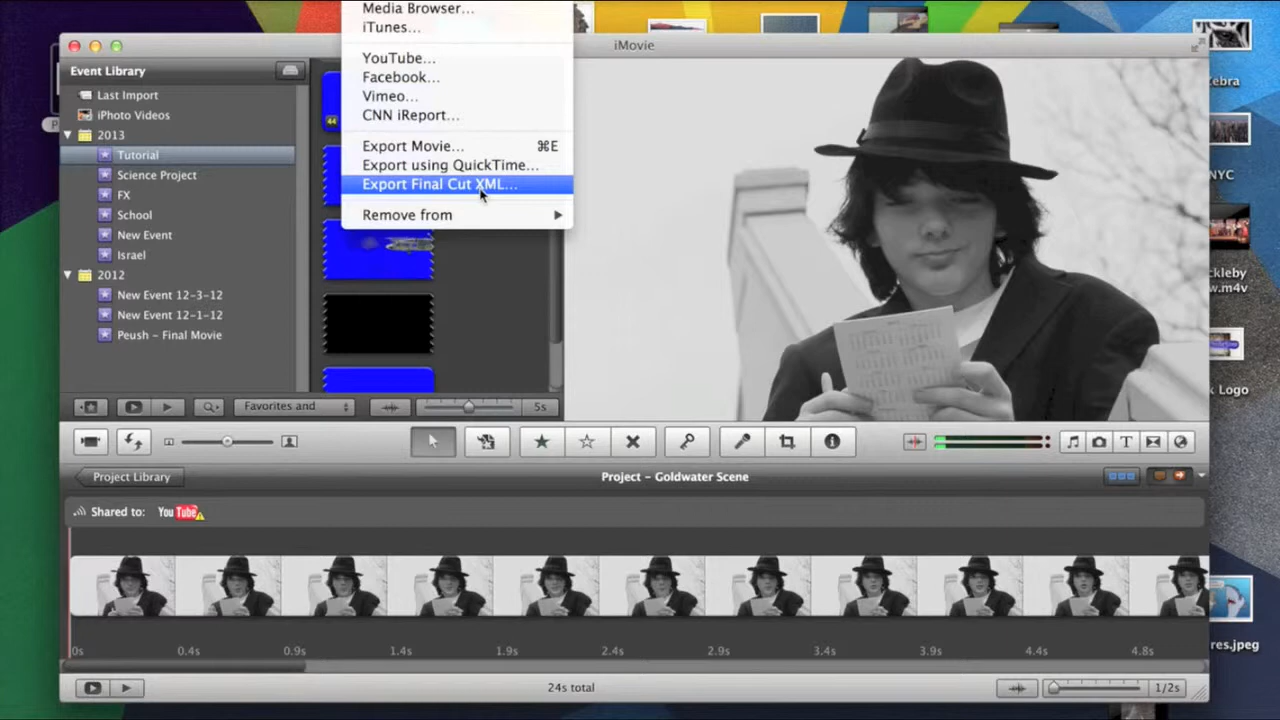 Media Browser...
iTunes...
YouTube...
Facebook...
Vimeo...
CNN iReport...
Export Movie... ⌘E
Export using QuickTime...
Export Final Cut XML...
Remove from
iMovie
Event Library
Last Import
iPhoto Videos
2013
Tutorial
Science Project
FX
School
New Event
Israel
2012
New Event 12-3-12
New Event 12-1-12
Peush - Final Movie
44
Favorites and
5s
Project Library
Project - Goldwater Scene
Shared to: YouTube
0s 0.4s 0.9s 1.4s 1.9s 2.4s 2.9s 3.4s 3.9s 4.4s 4.8s
24s total
1/2s
NYC
ckleby
w.m4v
Logo
res.jpeg